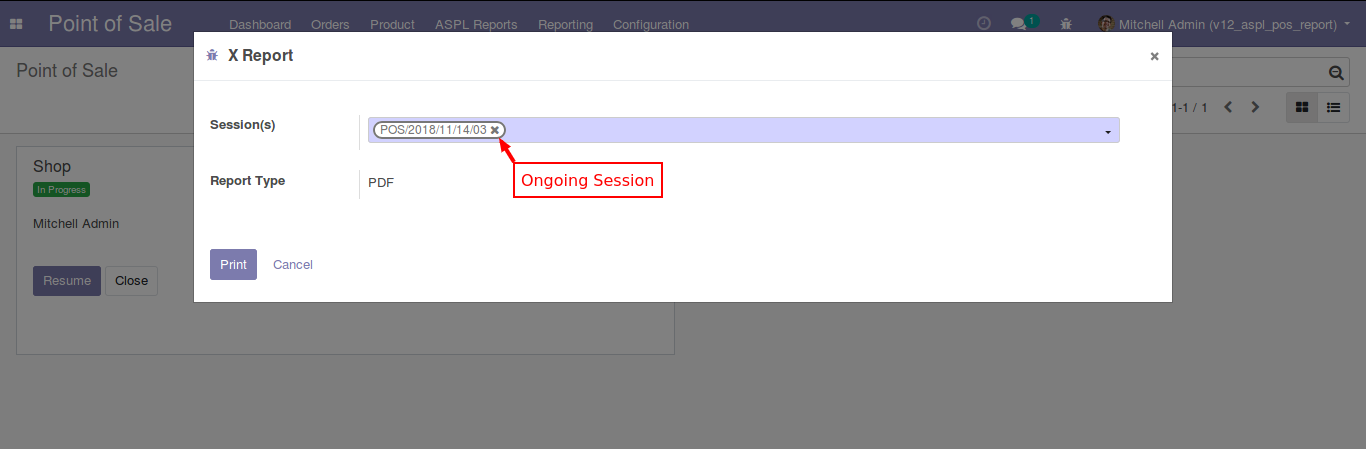 Point of Sale Dashboard Orders Product ASPL Reports Reporting Configuration 1 Mitchell Admin (v12_aspl_pos_report)
X Report
Point of Sale
1-1 / 1
Session(s) POS/2018/11/14/03
Shop
In Progress
Ongoing Session
Report Type PDF
Mitchell Admin
Print Cancel
Resume Close